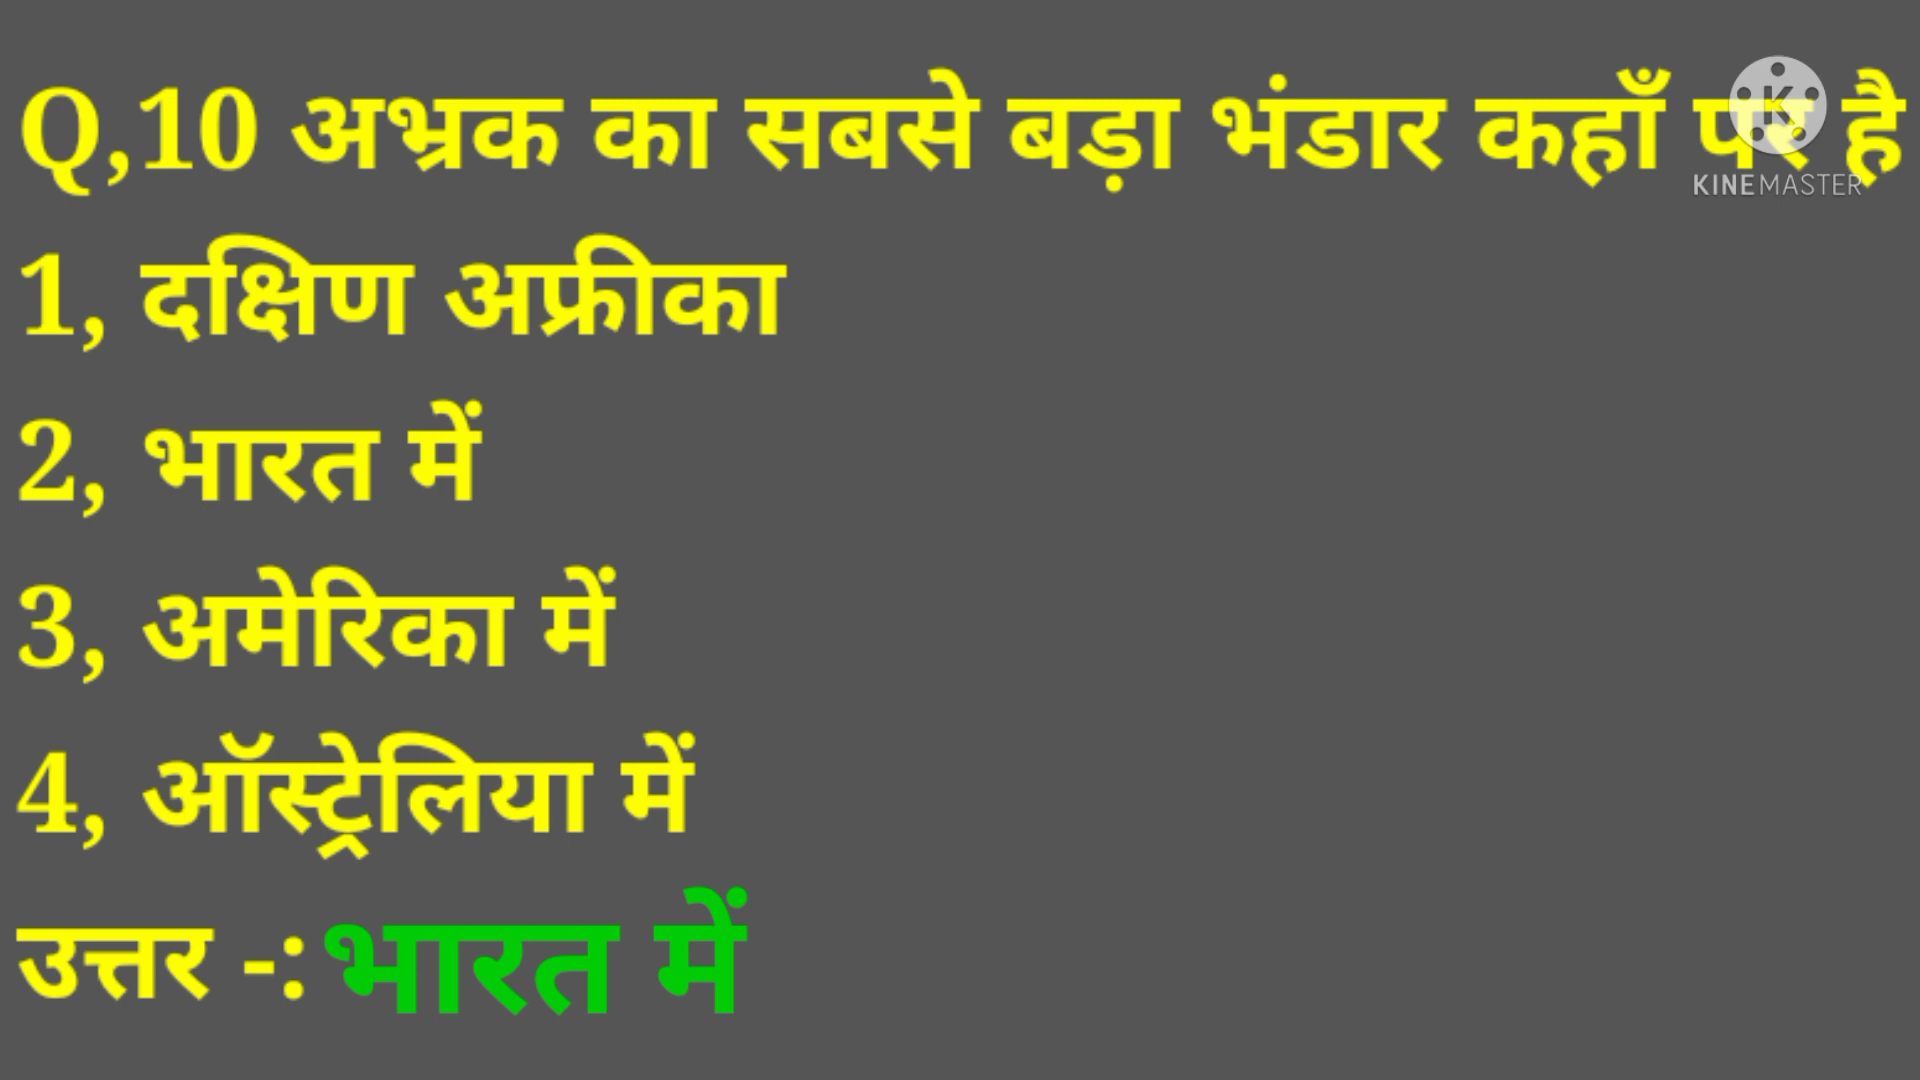 Q,10 अभ्रक का सबसे बड़ा भंडार कहाँ पर है
KINEMASTER
1, दक्षिण अफ्रीका
2, भारत में
3, अमेरिका में
4, ऑस्ट्रेलिया में
उत्तर -: भारत में